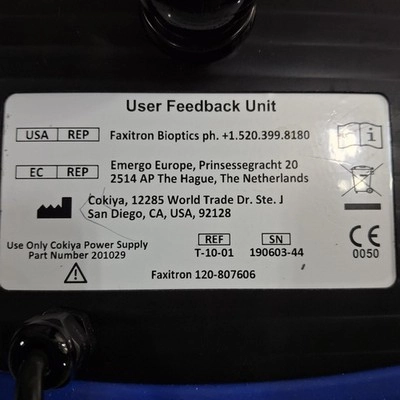 User Feedback Unit
USA REP Faxitron Bioptics ph. +1.520.399.8180
EC REP Emergo Europe, Prinsessegracht 20
2514 AP The Hague, The Netherlands
Cokiya, 12285 World Trade Dr. Ste. J
San Diego, CA, USA, 92128
Use Only Cokiya Power Supply
Part Number 201029
REF
T-10-01
SN
190603-44
CE
0050
Faxitron 120-807606